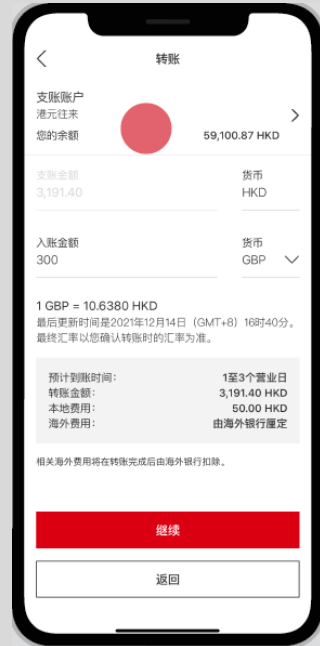 转账
支账账户
港元往来
您的余额 59,100.87 HKD
支账金额 货币
3,191.40 HKD
入账金额 货币
300 GBP
1 GBP = 10.6380 HKD
最后更新时间是2021年12月14日（GMT+8）16时40分。
最终汇率以您确认转账时的汇率为准。
预计到账时间： 1至3个营业日
转账金额： 3,191.40 HKD
本地费用： 50.00 HKD
海外费用： 由海外银行厘定
相关海外费用将在转账完成后由海外银行扣除。
继续
返回